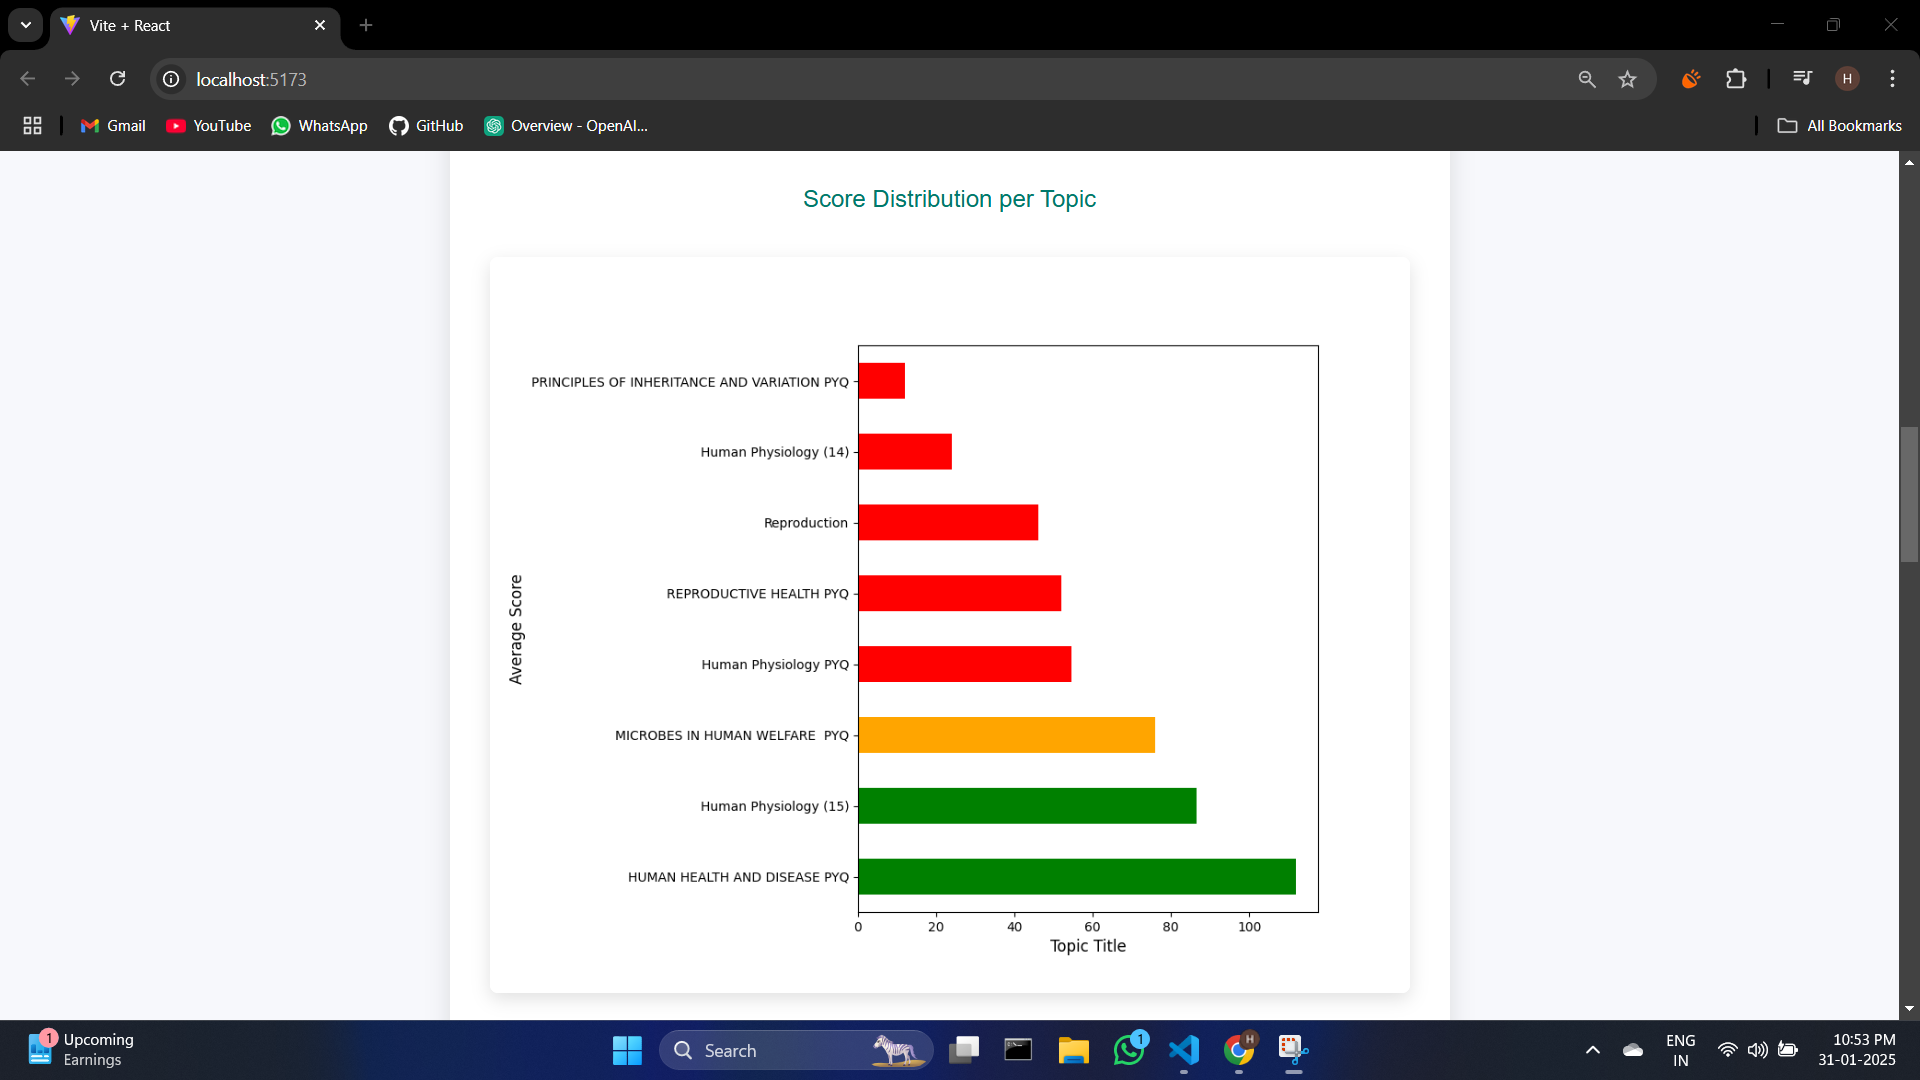 Vite + React
localhost:5173
Gmail
YouTube
WhatsApp
GitHub
Overview - OpenAI...
All Bookmarks
H
Score Distribution per Topic
Average Score
PRINCIPLES OF INHERITANCE AND VARIATION PYQ
Human Physiology (14)
Reproduction
REPRODUCTIVE HEALTH PYQ
Human Physiology PYQ
MICROBES IN HUMAN WELFARE  PYQ
Human Physiology (15)
HUMAN HEALTH AND DISEASE PYQ
0 20 40 60 80 100
Topic Title
1
Upcoming
Earnings
Search
1
H
ENG
IN
10:53 PM
31-01-2025